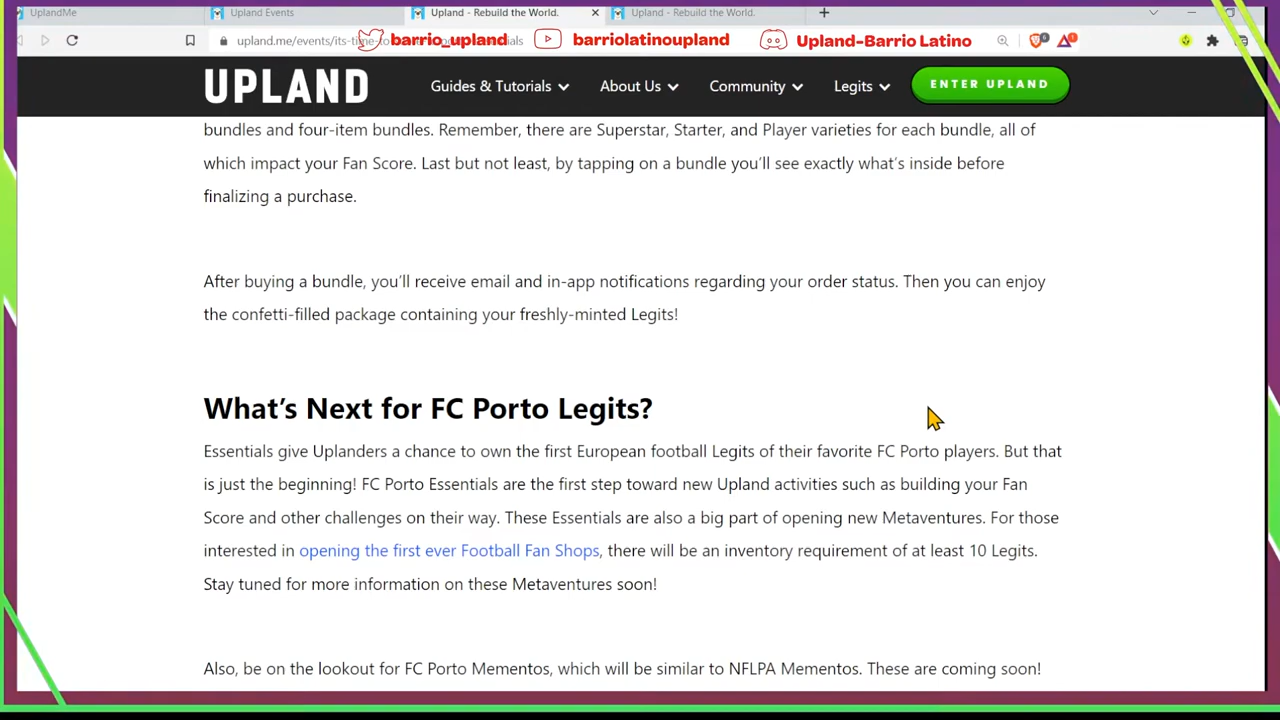 UplandMe
Upland Events
Upland - Rebuild the World.
Upland - Rebuild the World.
upland.me/events/its-time-to
barrio_upland
barriolatinoupland
Upland-Barrio Latino
UPLAND
Guides & Tutorials
About Us
Community
Legits
ENTER UPLAND
bundles and four-item bundles. Remember, there are Superstar, Starter, and Player varieties for each bundle, all of
which impact your Fan Score. Last but not least, by tapping on a bundle you’ll see exactly what’s inside before
finalizing a purchase.
After buying a bundle, you’ll receive email and in-app notifications regarding your order status. Then you can enjoy
the confetti-filled package containing your freshly-minted Legits!
What’s Next for FC Porto Legits?
Essentials give Uplanders a chance to own the first European football Legits of their favorite FC Porto players. But that
is just the beginning! FC Porto Essentials are the first step toward new Upland activities such as building your Fan
Score and other challenges on their way. These Essentials are also a big part of opening new Metaventures. For those
interested in opening the first ever Football Fan Shops, there will be an inventory requirement of at least 10 Legits.
Stay tuned for more information on these Metaventures soon!
Also, be on the lookout for FC Porto Mementos, which will be similar to NFLPA Mementos. These are coming soon!